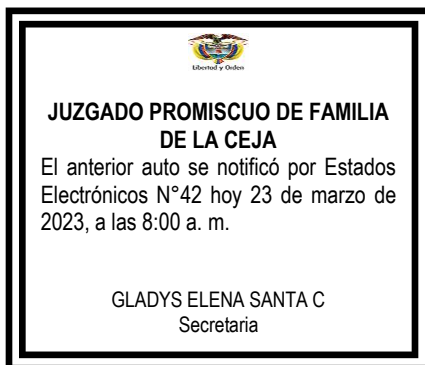 Libertad y Orden
JUZGADO PROMISCUO DE FAMILIA
DE LA CEJA
El anterior auto se notificó por Estados
Electrónicos N°42 hoy 23 de marzo de
2023, a las 8:00 a. m.
GLADYS ELENA SANTA C
Secretaria